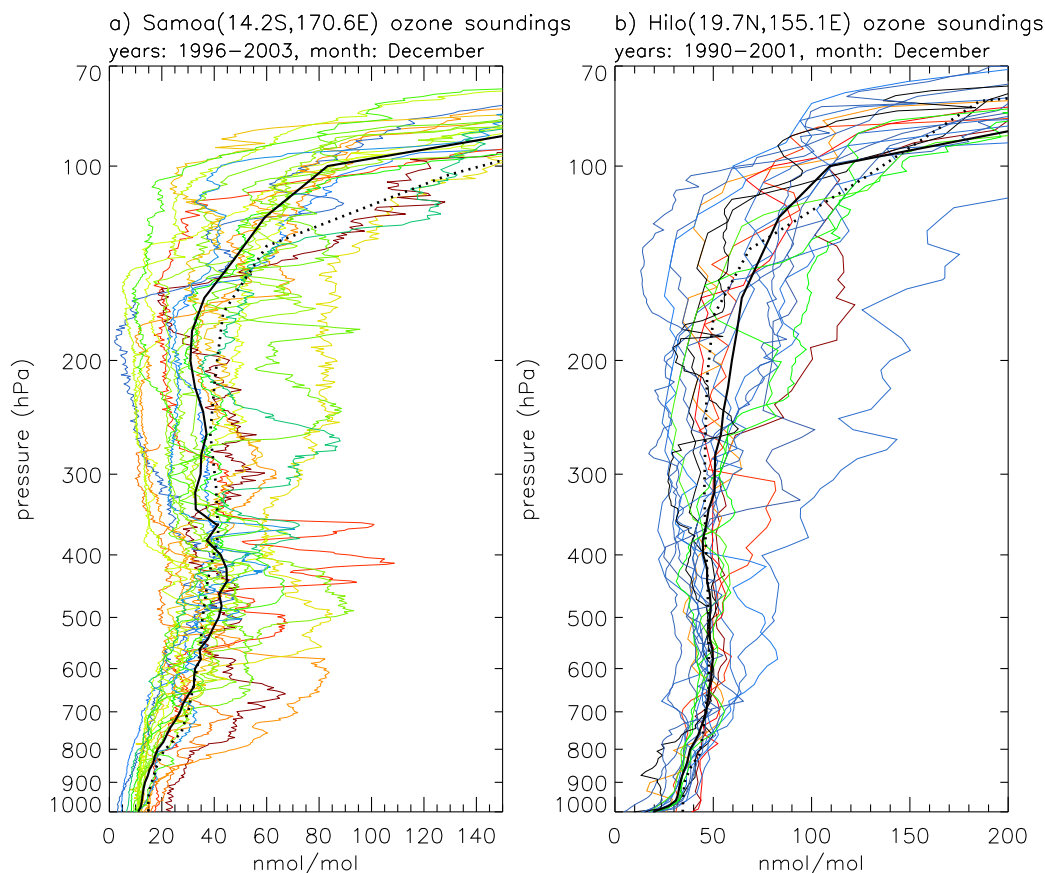 a) Samoa(14.2S,170.6E) ozone soundings
years: 1996−2003, month: December
70
100
200
300
400
500
600
700
800
900
1000
pressure (hPa)
0 20 40 60 80 100 120 140
nmol/mol
b) Hilo(19.7N,155.1E) ozone soundings
years: 1990−2001, month: December
70
100
200
300
400
500
600
700
800
900
1000
pressure (hPa)
0 50 100 150 200
nmol/mol